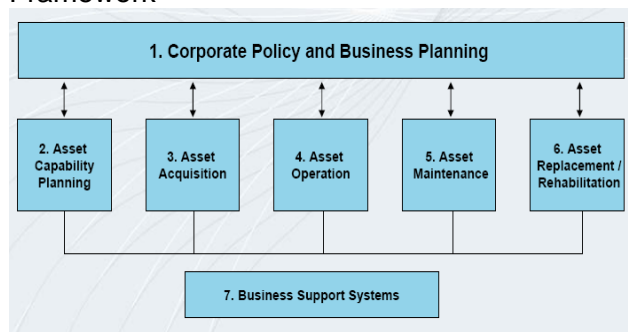 Framework
1. Corporate Policy and Business Planning
2. Asset
Capability
Planning
3. Asset
Acquisition
4. Asset
Operation
5. Asset
Maintenance
6. Asset
Replacement /
Rehabilitation
7. Business Support Systems